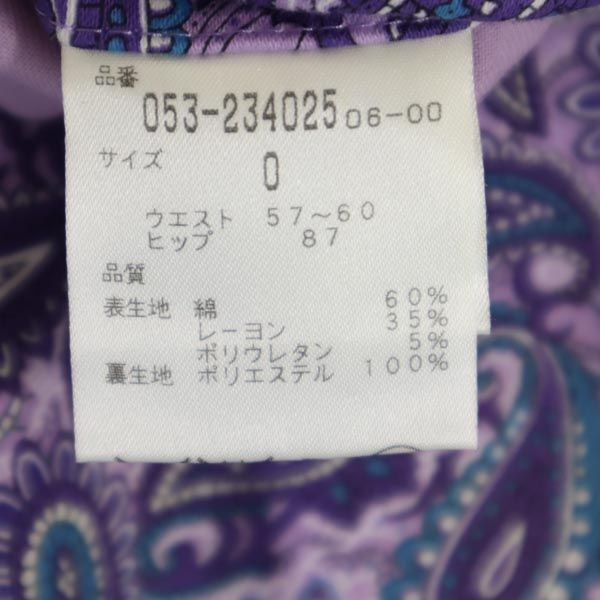 品番
053-234025 06-00
サイズ
0
ウエスト 57~60
ヒップ 87
品質
表生地 綿 60%
レーヨン 35%
ポリウレタン 5%
裏生地 ポリエステル 100%